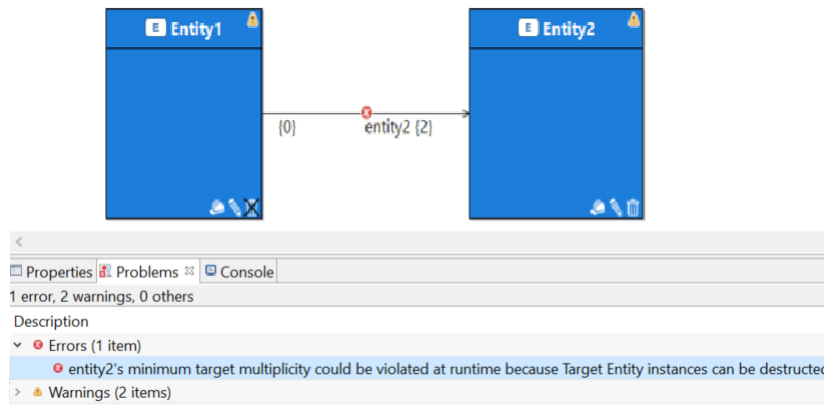 E Entity1
E Entity2
{0}
entity2 {2}
Properties Problems Console
1 error, 2 warnings, 0 others
Description
Errors (1 item)
entity2's minimum target multiplicity could be violated at runtime because Target Entity instances can be destructed
Warnings (2 items)